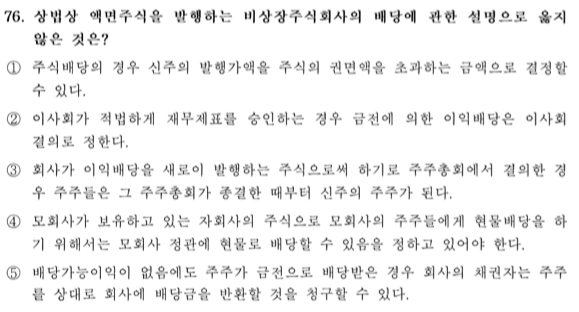 76. 상법상 액면주식을 발행하는 비상장주식회사의 배당에 관한 설명으로 옳지
않은 것은?
① 주식배당의 경우 신주의 발행가액을 주식의 권면액을 초과하는 금액으로 결정할
수 있다.
② 이사회가 적법하게 재무제표를 승인하는 경우 금전에 의한 이익배당은 이사회
결의로 정한다.
③ 회사가 이익배당을 새로이 발행하는 주식으로써 하기로 주주총회에서 결의한 경
우 주주들은 그 주주총회가 종결한 때부터 신주의 주주가 된다.
④ 모회사가 보유하고 있는 자회사의 주식으로 모회사의 주주들에게 현물배당을 하
기 위해서는 모회사 정관에 현물로 배당할 수 있음을 정하고 있어야 한다.
⑤ 배당가능이익이 없음에도 주주가 금전으로 배당받은 경우 회사의 채권자는 주주
를 상대로 회사에 배당금을 반환할 것을 청구할 수 있다.